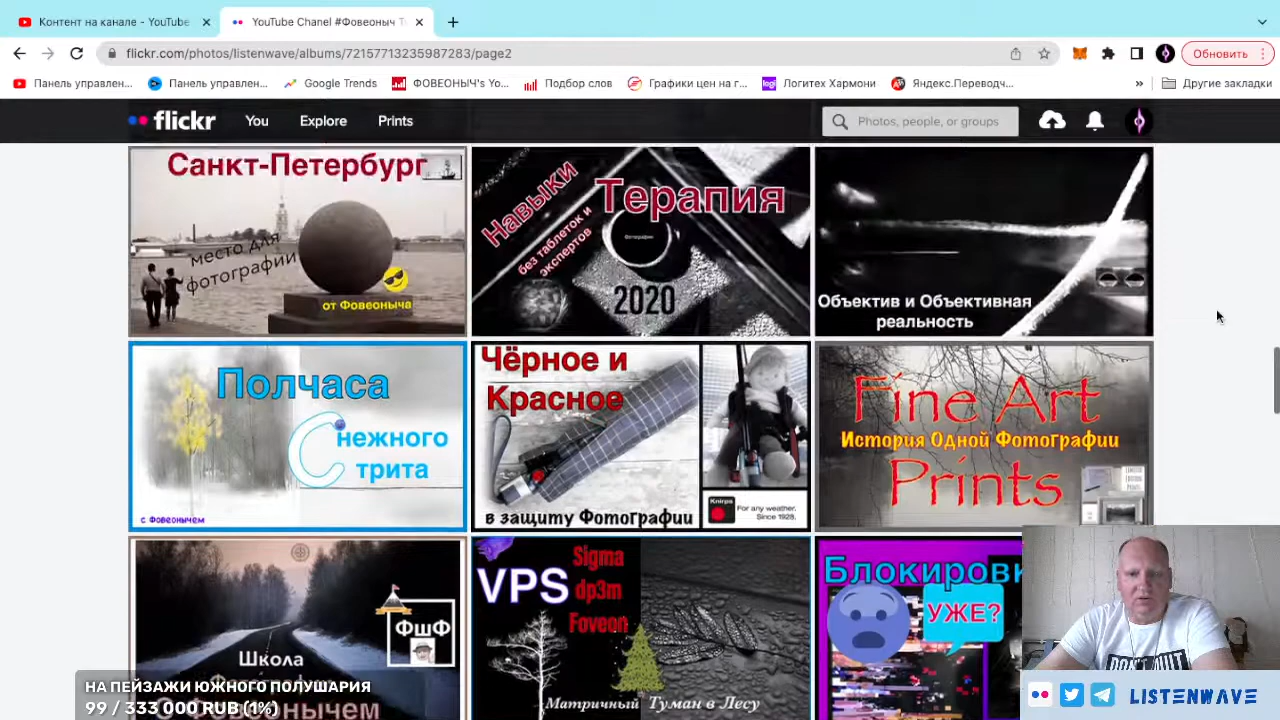 Контент на канале - YouTube
YouTube Chanel #Фовеоныч Т
flickr.com/photos/listenwave/albums/72157713235987283/page2
Обновить
Панель управлен...
Панель управлен...
Google Trends
ФОВЕОНЫЧ's Yo...
Подбор слов
Графики цен на г...
Логитех Хармони
Яндекс.Переводч...
»
Другие закладки
flickr
You
Explore
Prints
Photos, people, or groups
Санкт-Петербург
место для
фотографии
от Фовеоныча
Навыки
Терапия
без таблеток и
экспертов
2020
Объектив и Объективная
реальность
Полчаса
Снежного
трита
с Фовеонычем
Чёрное и
Красное
Knirps
For any weather.
Since 1928.
в защиту Фотографии
Fine Art
История Одной Фотографии
Prints
Школа
ФшФ
с Фовеонычем
VPS
Sigma
dp3m
Foveon
Матричный Туман в Лесу
Блокировк
УЖЕ?
НА ПЕЙЗАЖИ ЮЖНОГО ПОЛУШАРИЯ
99 / 333 000 RUB (1%)
LISTENWAVE